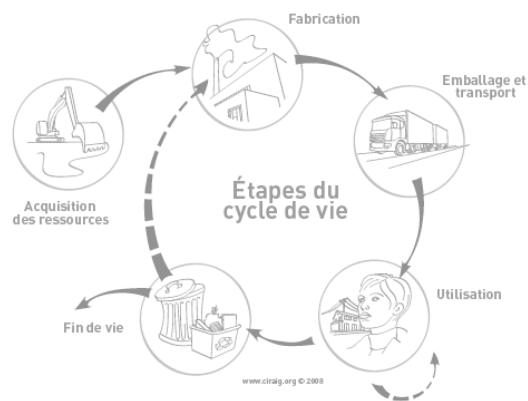 Fabrication
Emballage et
transport
Acquisition
des ressources
Étapes du
cycle de vie
Utilisation
Fin de vie
www.ciraig.org © 2008